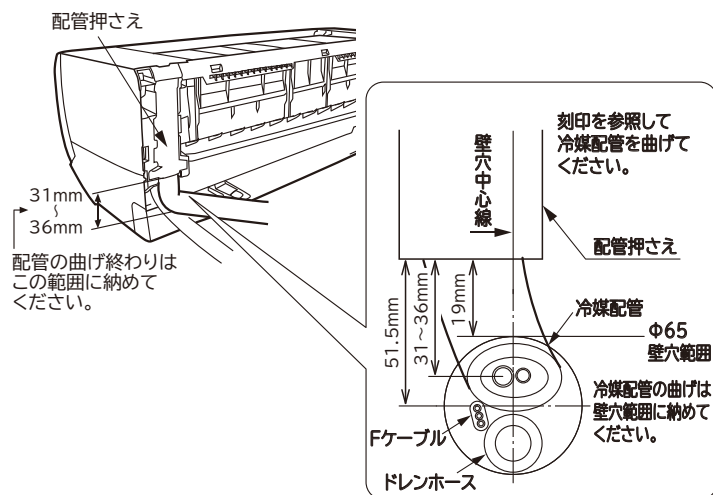 配管押さえ
31mm
〜
36mm
配管の曲げ終わりは
この範囲に納めて
ください。
刻印を参照して
冷媒配管を曲げて
ください。
壁穴中心線
配管押さえ
51.5mm
31~36mm
19mm
冷媒配管
Φ65
壁穴範囲
冷媒配管の曲げは
壁穴範囲に納めて
ください。
Fケーブル
ドレンホース